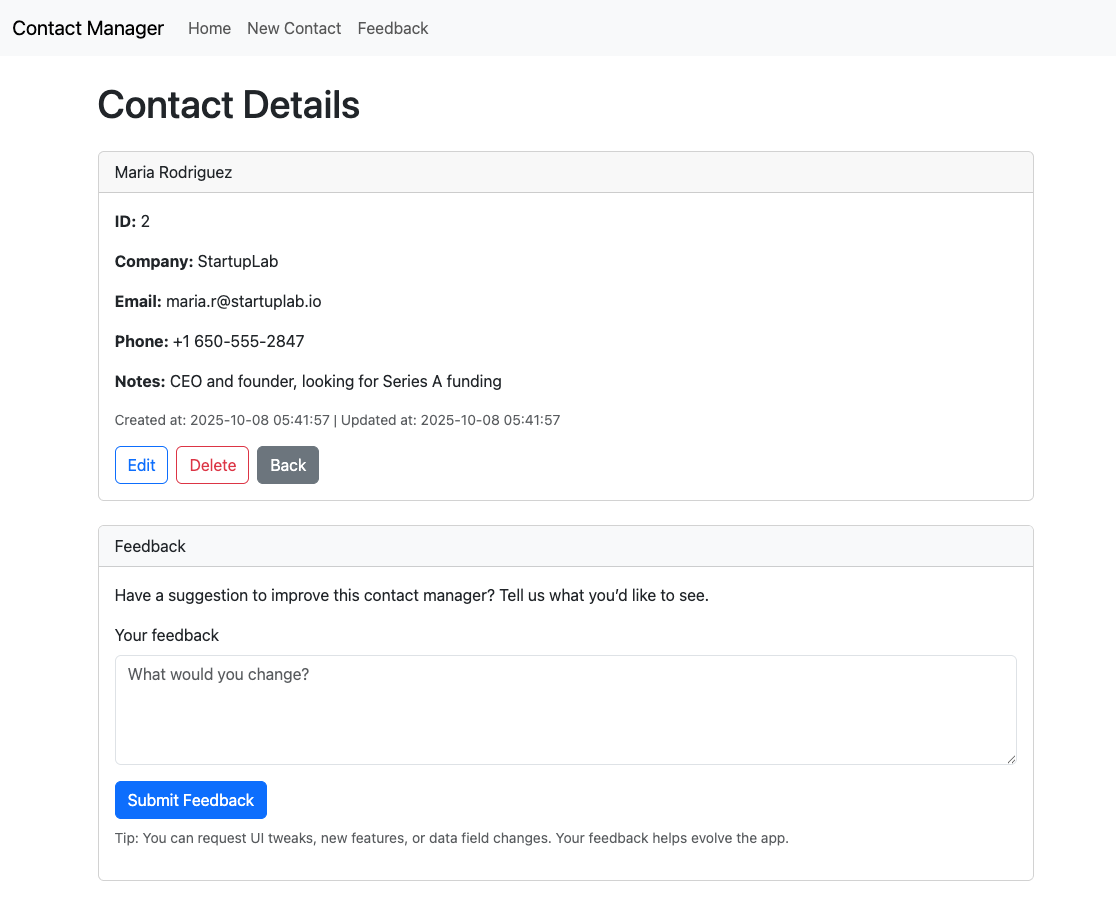 Contact Manager Home New Contact Feedback
Contact Details
Maria Rodriguez
ID: 2
Company: StartupLab
Email: maria.r@startuplab.io
Phone: +1 650-555-2847
Notes: CEO and founder, looking for Series A funding
Created at: 2025-10-08 05:41:57 | Updated at: 2025-10-08 05:41:57
Edit Delete Back
Feedback
Have a suggestion to improve this contact manager? Tell us what you’d like to see.
Your feedback
What would you change?
Submit Feedback
Tip: You can request UI tweaks, new features, or data field changes. Your feedback helps evolve the app.